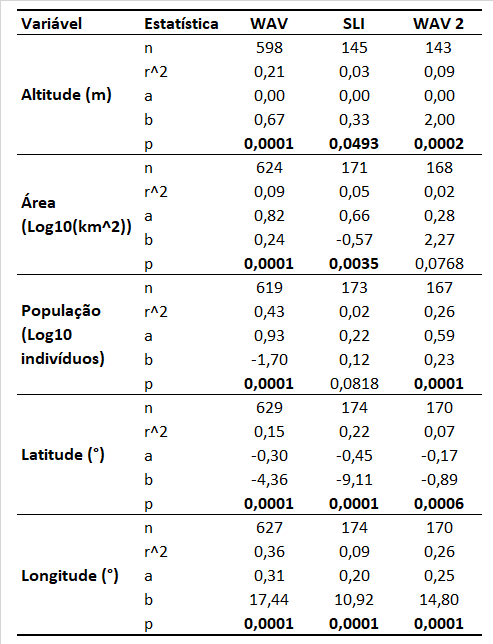 Variável Estatística WAV SLI WAV 2
n 598 145 143
r^2 0,21 0,03 0,09
Altitude (m) a 0,00 0,00 0,00
b 0,67 0,33 2,00
p 0,0001 0,0493 0,0002
n 624 171 168
r^2 0,09 0,05 0,02
Área a 0,82 0,66 0,28
(Log10(km^2)) b 0,24 -0,57 2,27
p 0,0001 0,0035 0,0768
n 619 173 167
População r^2 0,43 0,02 0,26
(Log10 a 0,93 0,22 0,59
indivíduos) b -1,70 0,12 0,23
p 0,0001 0,0818 0,0001
n 629 174 170
r^2 0,15 0,22 0,07
Latitude (°) a -0,30 -0,45 -0,17
b -4,36 -9,11 -0,89
p 0,0001 0,0001 0,0006
n 627 174 170
r^2 0,36 0,09 0,26
Longitude (°) a 0,31 0,20 0,25
b 17,44 10,92 14,80
p 0,0001 0,0001 0,0001